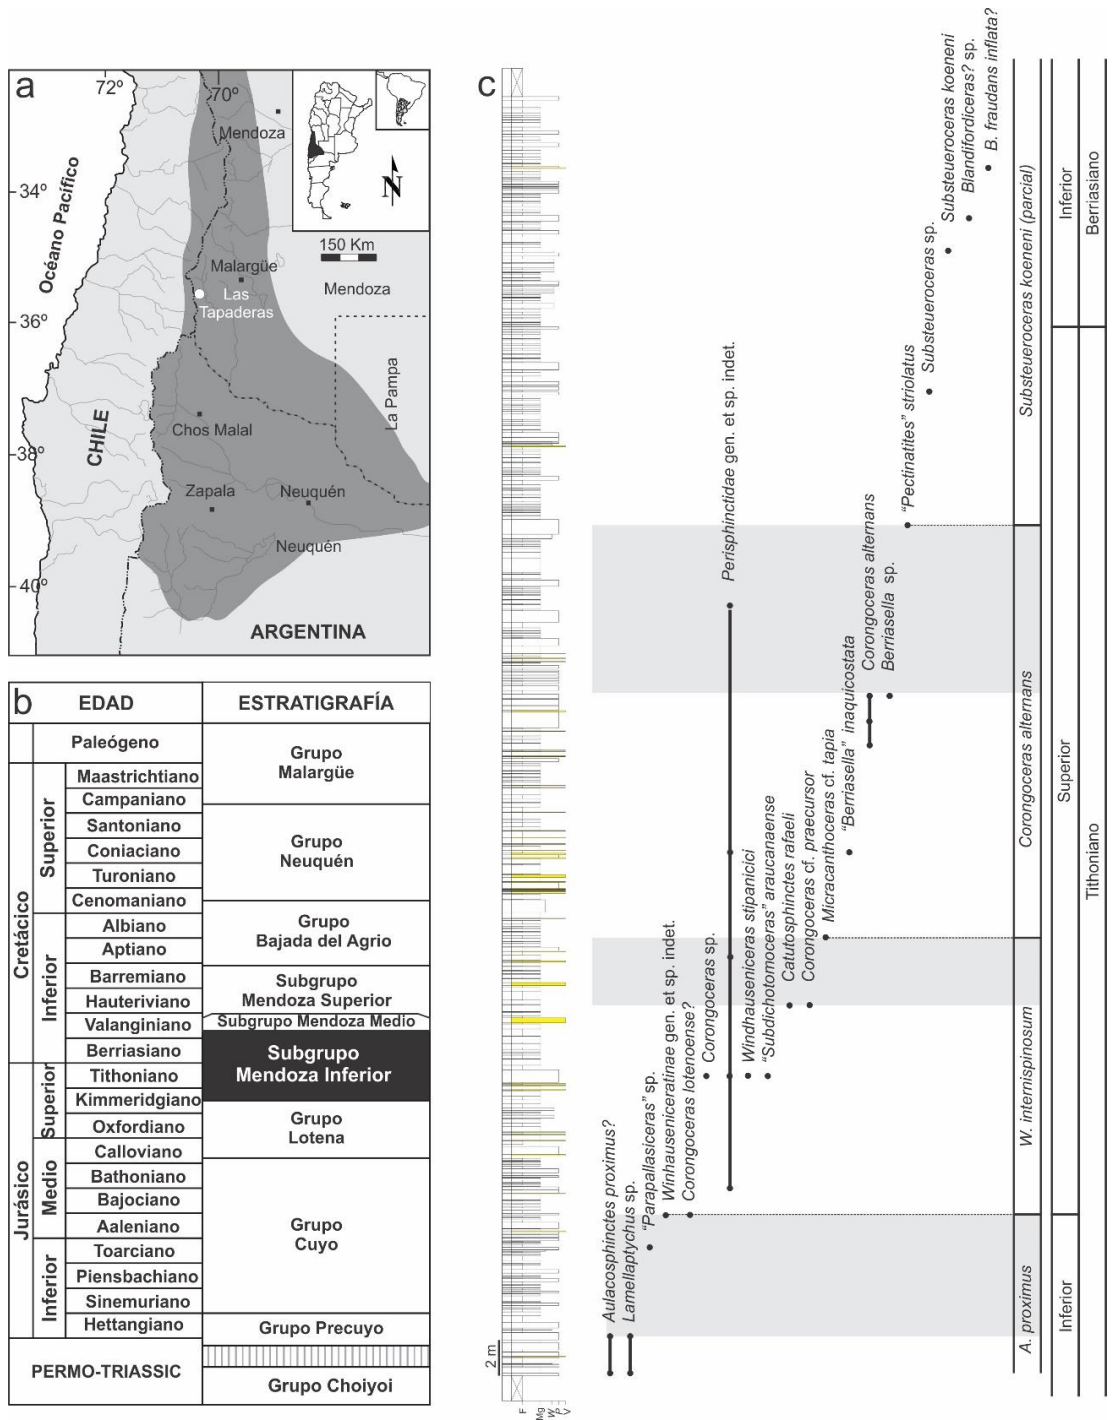 a
72º
70º
Mendoza
34º
Océano Pacífico
N
150 Km
Malargüe
Mendoza
Las
Tapaderas
36º
La Pampa
CHILE
Chos Malal
38º
Zapala
Neuquén
Neuquén
40º
ARGENTINA
b
EDAD
ESTRATIGRAFÍA
Paleógeno
Cretácico
Superior
Maastrichtiano
Campaniano
Santoniano
Coniaciano
Turoniano
Cenomaniano
Inferior
Albiano
Aptiano
Barremiano
Hauteriviano
Valanginiano
Berriasiano
Jurásico
Superior
Tithoniano
Kimmeridgiano
Oxfordiano
Medio
Calloviano
Bathoniano
Bajociano
Aaleniano
Inferior
Toarciano
Piensbachiano
Sinemuriano
Hettangiano
PERMO-TRIASSIC
Grupo
Malargüe
Grupo
Neuquén
Grupo
Bajada del Agrio
Subgrupo
Mendoza Superior
Subgrupo Mendoza Medio
Subgrupo
Mendoza Inferior
Grupo
Lotena
Grupo
Cuyo
Grupo Precuyo
Grupo Choiyoi
c
2 m
F
Mg
W
P
V
Aulacosphinctes proximus?
Lamellaptychus sp.
"Parapallasiceras" sp.
Winhauseniceratinae gen. et sp. indet.
Corongoceras lotenoense?
Corongoceras sp.
Perisphinctidae gen. et sp. indet.
Windhauseniceras stipanicici
"Subdichotomoceras" araucanaense
Catutosphinctes rafaeli
Corongoceras cf. praecursor
Micracanthoceras cf. tapia
"Berriasella" inaquicostata
Corongoceras alternans
Berriasella sp.
"Pectinatites" striolatus
Substeueroceras sp.
Substeueroceras koeneni
Blandifordiceras? sp.
B. fraudans inflata?
A. proximus
W. internispinosum
Corongoceras alternans
Substeueroceras koeneni (parcial)
Inferior
Superior
Inferior
Tithoniano
Berriasiano